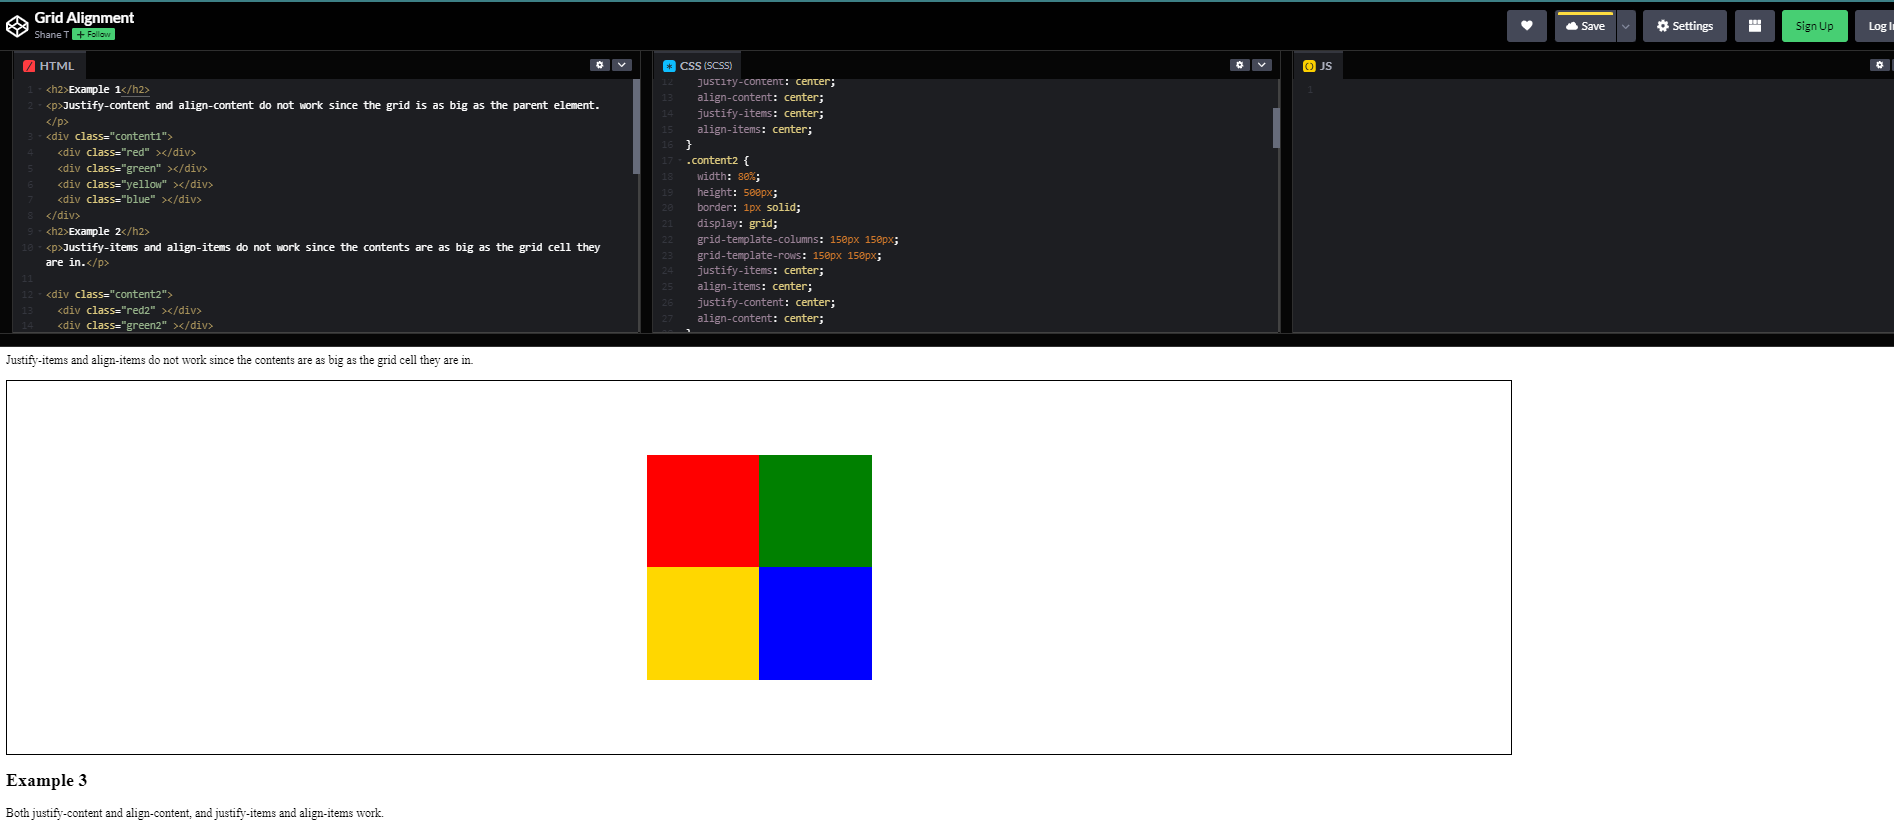 Grid Alignment
Shane T + Follow
Save
Settings
Sign Up
Log In
HTML
1 <h2>Example 1</h2>
2 <p>Justify-content and align-content do not work since the grid is as big as the parent element.
</p>
3 <div class="content1">
4 <div class="red" ></div>
5 <div class="green" ></div>
6 <div class="yellow" ></div>
7 <div class="blue" ></div>
8 </div>
9 <h2>Example 2</h2>
10 <p>Justify-items and align-items do not work since the contents are as big as the grid cell they
are in.</p>
11
12 <div class="content2">
13 <div class="red2" ></div>
14 <div class="green2" ></div>
CSS (SCSS)
12 justify-content: center;
13 align-content: center;
14 justify-items: center;
15 align-items: center;
16 }
17 .content2 {
18 width: 80%;
19 height: 500px;
20 border: 1px solid;
21 display: grid;
22 grid-template-columns: 150px 150px;
23 grid-template-rows: 150px 150px;
24 justify-items: center;
25 align-items: center;
26 justify-content: center;
27 align-content: center;
JS
1
Justify-items and align-items do not work since the contents are as big as the grid cell they are in.
Example 3
Both justify-content and align-content, and justify-items and align-items work.